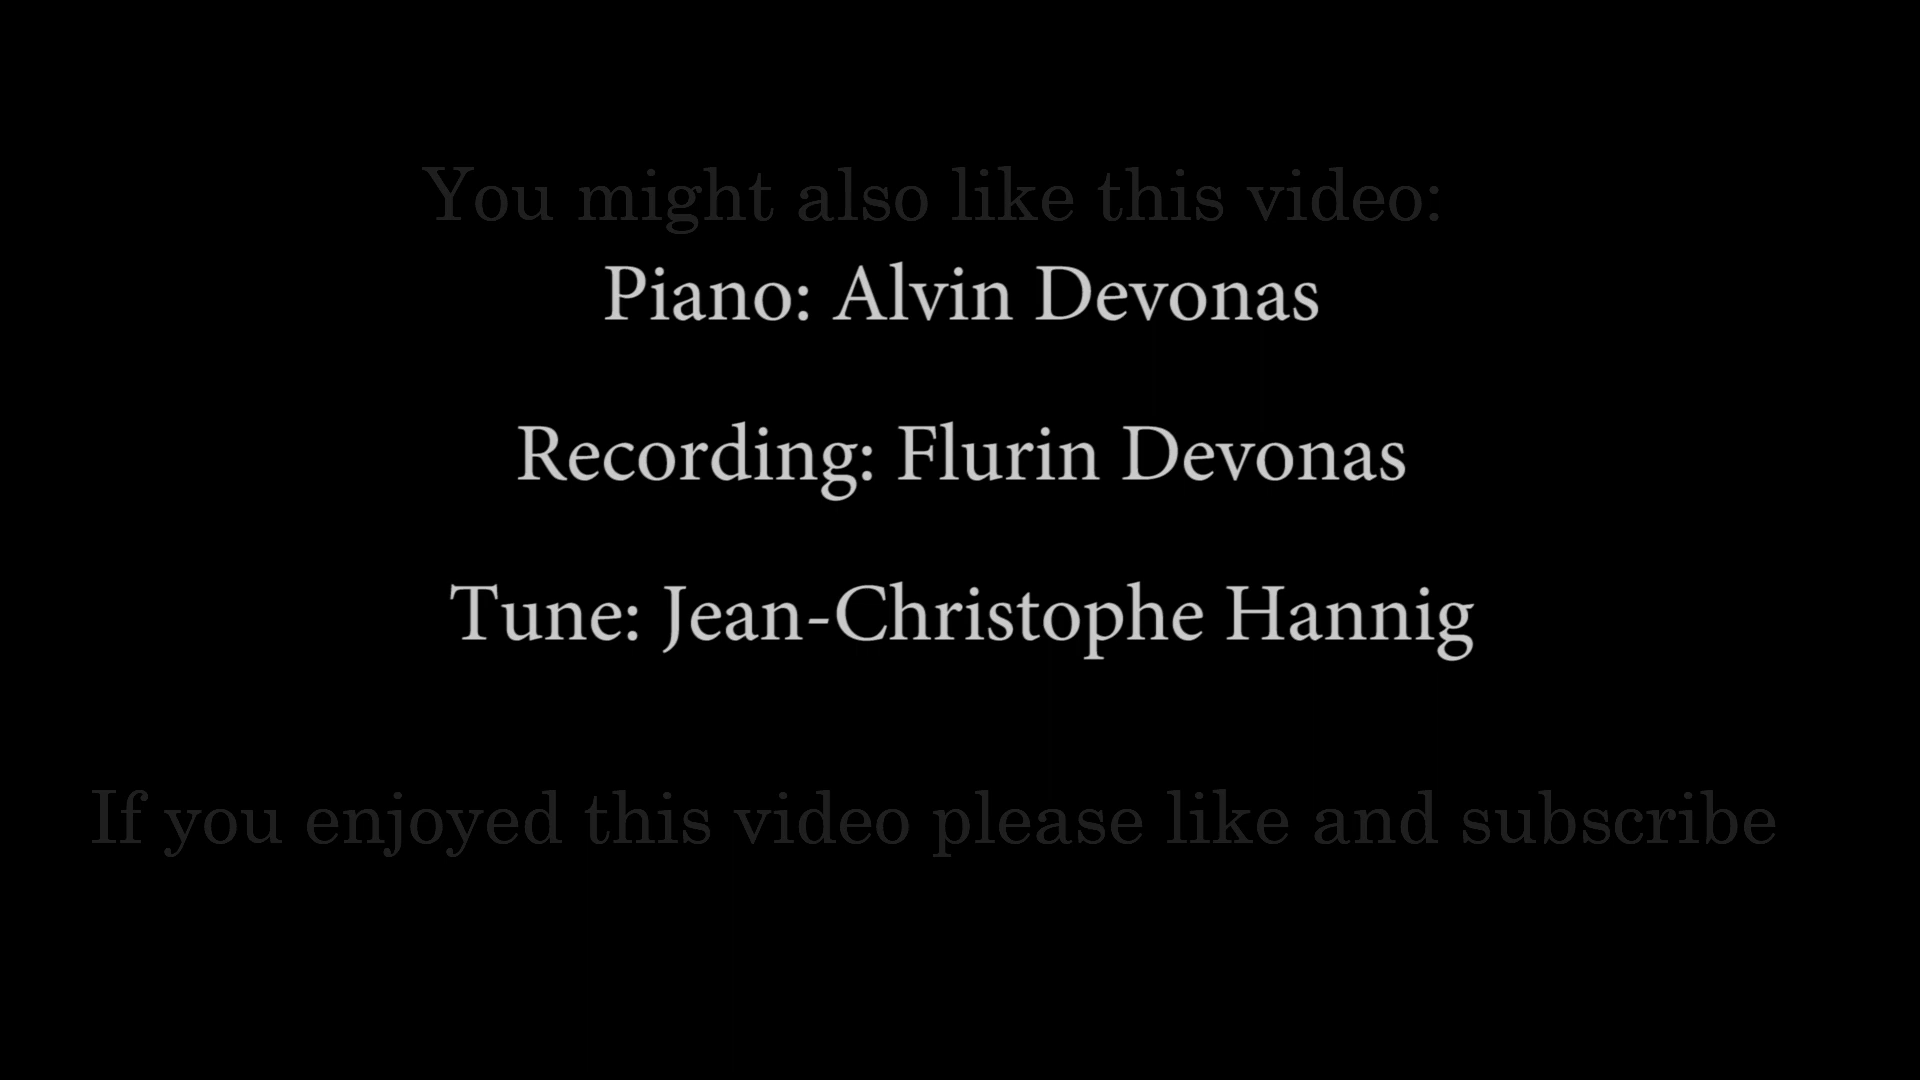 You might also like this video:
Piano: Alvin Devonas
Recording: Flurin Devonas
Tune: Jean-Christophe Hannig
If you enjoyed this video please like and subscribe